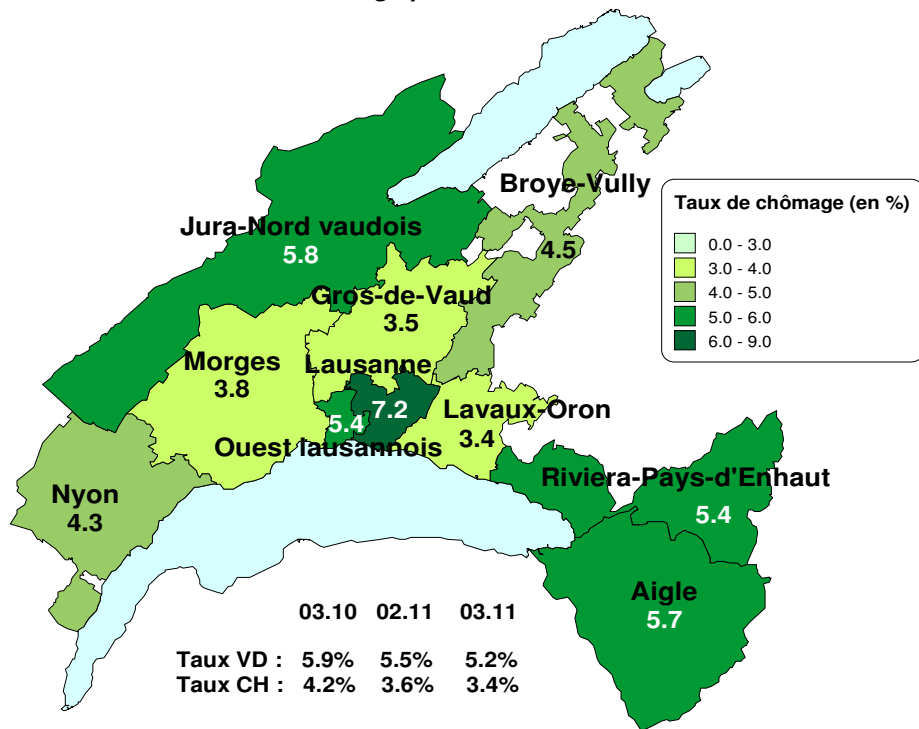 Broye-Vully
4.5
Taux de chômage (en %)
0.0 - 3.0
3.0 - 4.0
4.0 - 5.0
5.0 - 6.0
6.0 - 9.0
Jura-Nord vaudois
5.8
Gros-de-Vaud
3.5
Morges
3.8
Lausanne
7.2
5.4
Ouest lausannois
Lavaux-Oron
3.4
Riviera-Pays-d'Enhaut
5.4
Nyon
4.3
Aigle
5.7
03.10 02.11 03.11
Taux VD : 5.9% 5.5% 5.2%
Taux CH : 4.2% 3.6% 3.4%